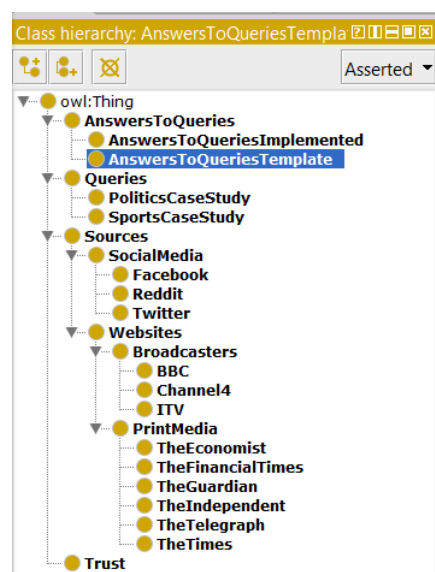 Class hierarchy: AnswersToQueriesTempla
Asserted
owl:Thing
AnswersToQueries
AnswersToQueriesImplemented
AnswersToQueriesTemplate
Queries
PoliticsCaseStudy
SportsCaseStudy
Sources
SocialMedia
Facebook
Reddit
Twitter
Websites
Broadcasters
BBC
Channel4
ITV
PrintMedia
TheEconomist
TheFinancialTimes
TheGuardian
TheIndependent
TheTelegraph
TheTimes
Trust